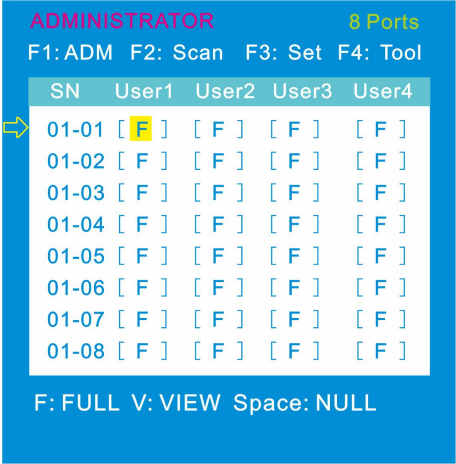 ADMINISTRATOR 8 Ports
F1: ADM F2: Scan F3: Set F4: Tool
SN User1 User2 User3 User4
01-01 [ F ] [ F ] [ F ] [ F ]
01-02 [ F ] [ F ] [ F ] [ F ]
01-03 [ F ] [ F ] [ F ] [ F ]
01-04 [ F ] [ F ] [ F ] [ F ]
01-05 [ F ] [ F ] [ F ] [ F ]
01-06 [ F ] [ F ] [ F ] [ F ]
01-07 [ F ] [ F ] [ F ] [ F ]
01-08 [ F ] [ F ] [ F ] [ F ]
F: FULL V: VIEW Space: NULL